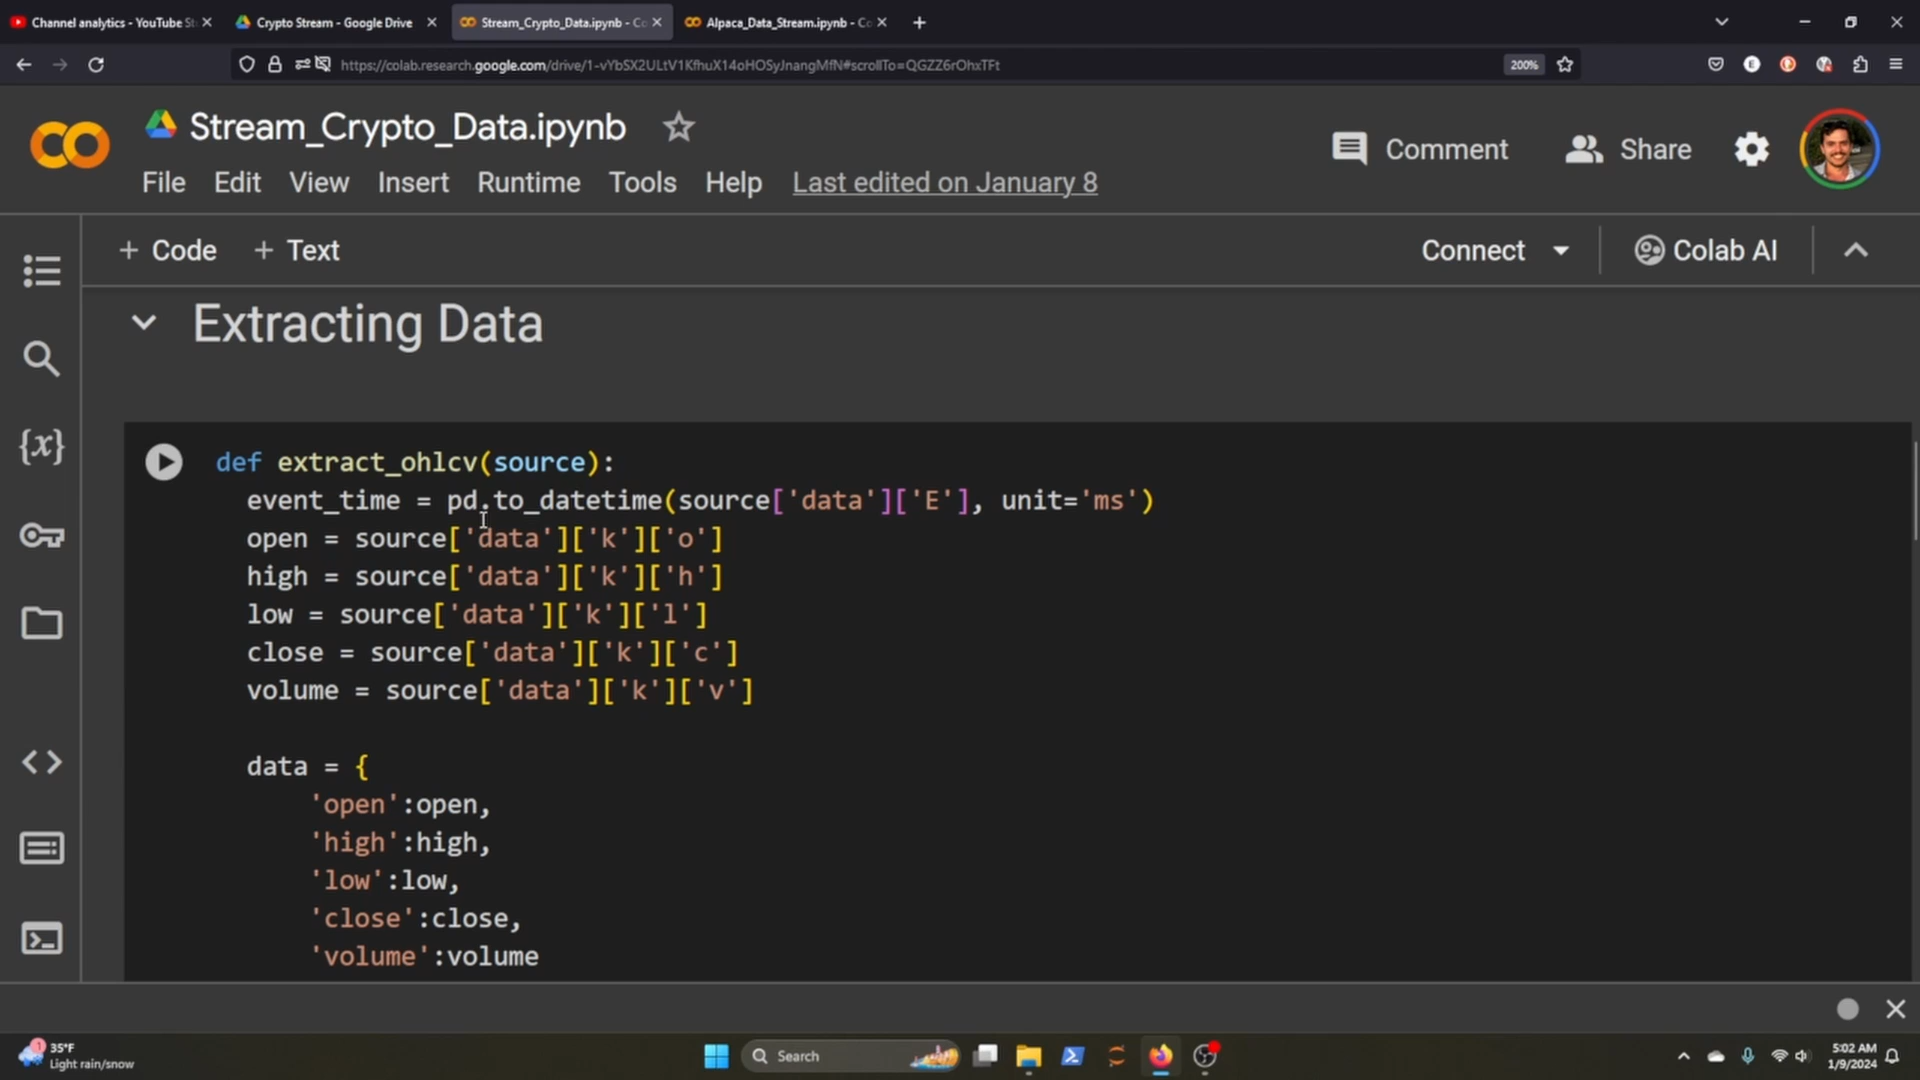 Channel analytics - YouTube St
Crypto Stream - Google Drive
Stream_Crypto_Data.ipynb - Co
Alpaca_Data_Stream.ipynb - Co
https://colab.research.google.com/drive/1-vYbSX2ULtV1KfhuX14oHOSyJnangMfN#scrollTo=QGZZ6rOhxTFt
200%
Stream_Crypto_Data.ipynb
Comment
Share
File Edit View Insert Runtime Tools Help Last edited on January 8
+ Code + Text
Connect
Colab AI
Extracting Data
def extract_ohlcv(source):
event_time = pd.to_datetime(source['data']['E'], unit='ms')
open = source['data']['k']['o']
high = source['data']['k']['h']
low = source['data']['k']['l']
close = source['data']['k']['c']
volume = source['data']['k']['v']
data = {
'open':open,
'high':high,
'low':low,
'close':close,
'volume':volume
{x}
35°F
Light rain/snow
Search
5:02 AM
1/9/2024